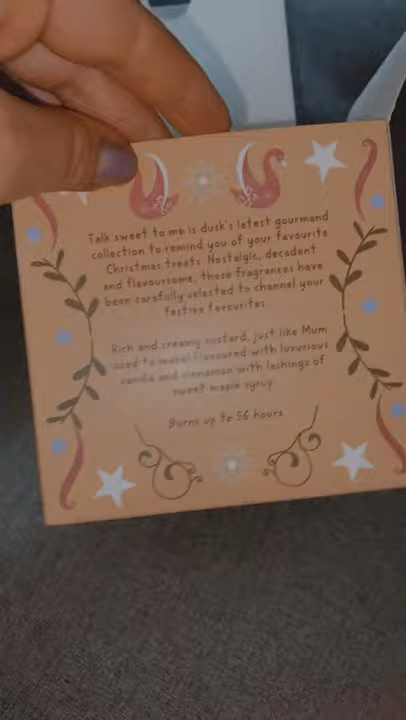 Talk sweet to me is dusk's latest gourmand
collection to remind you of your favourite
Christmas treats. Nostalgic, decadent
and flavoursome, these fragrances have
been carefully selected to channel your
festive favourites.
Rich and creamy custard, just like Mum
used to make! Flavoured with luxurious
vanilla and cinnamon with lashings of
sweet maple syrup.
Burns up to 56 hours